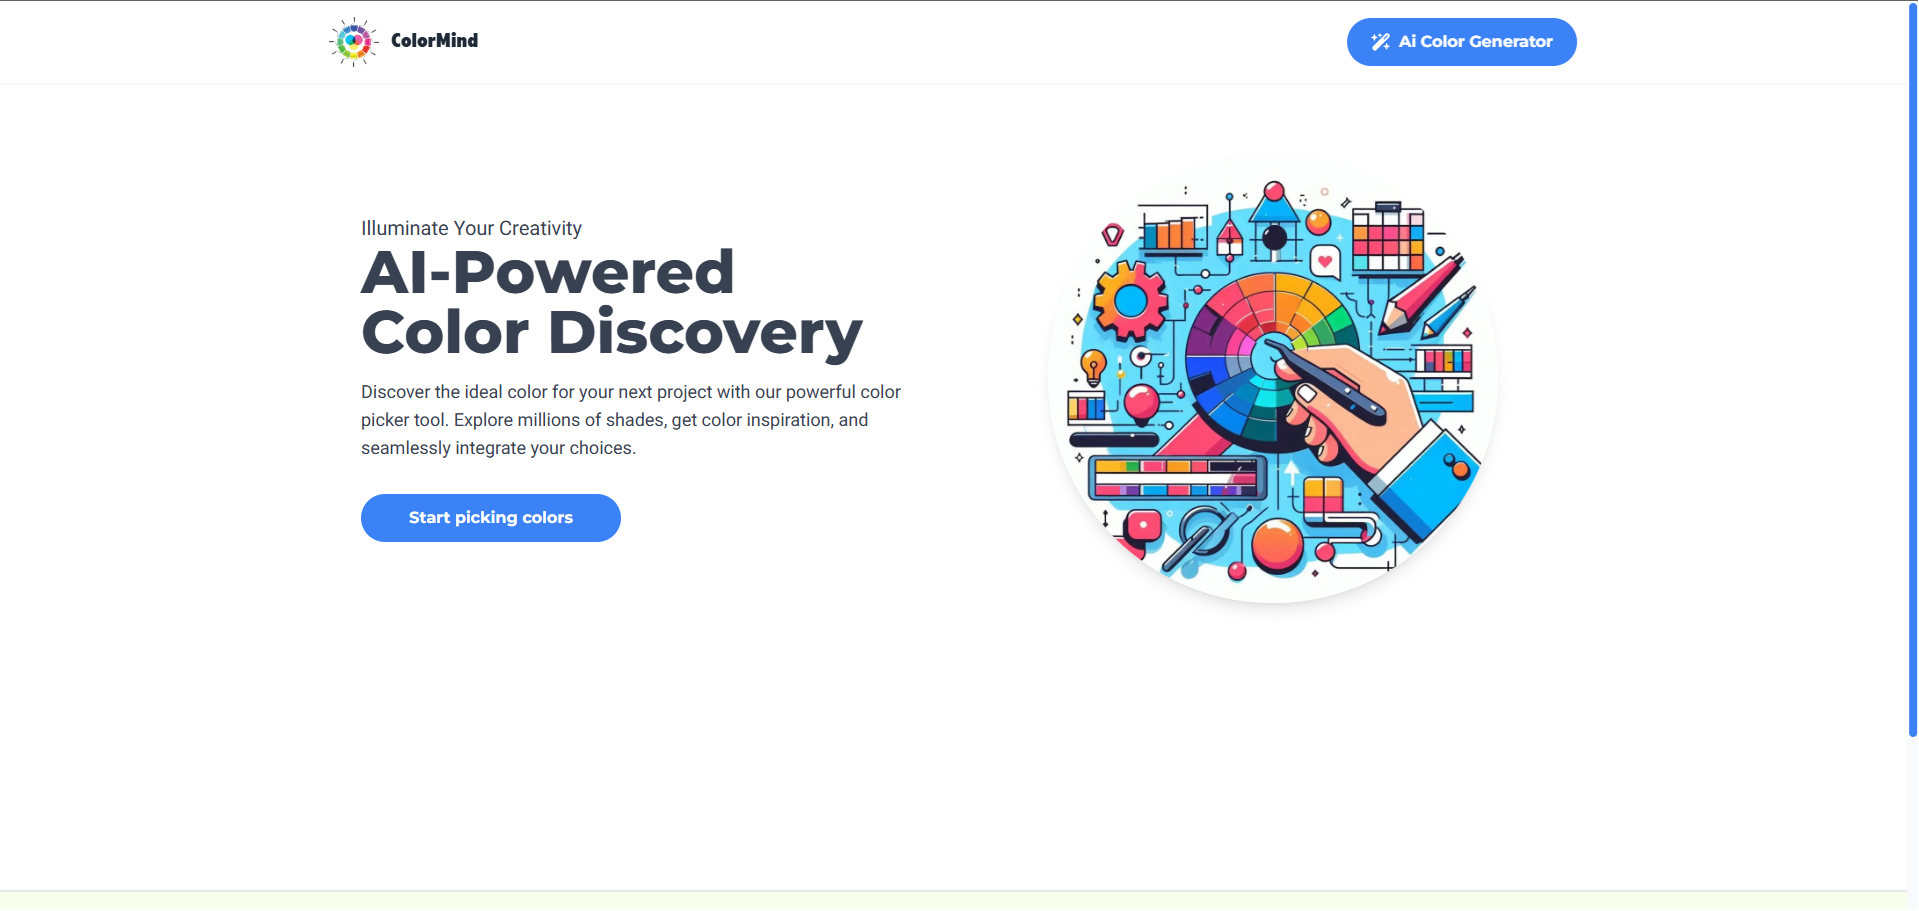 ColorMind
Ai Color Generator
Illuminate Your Creativity
AI-Powered
Color Discovery
Discover the ideal color for your next project with our powerful color
picker tool. Explore millions of shades, get color inspiration, and
seamlessly integrate your choices.
Start picking colors